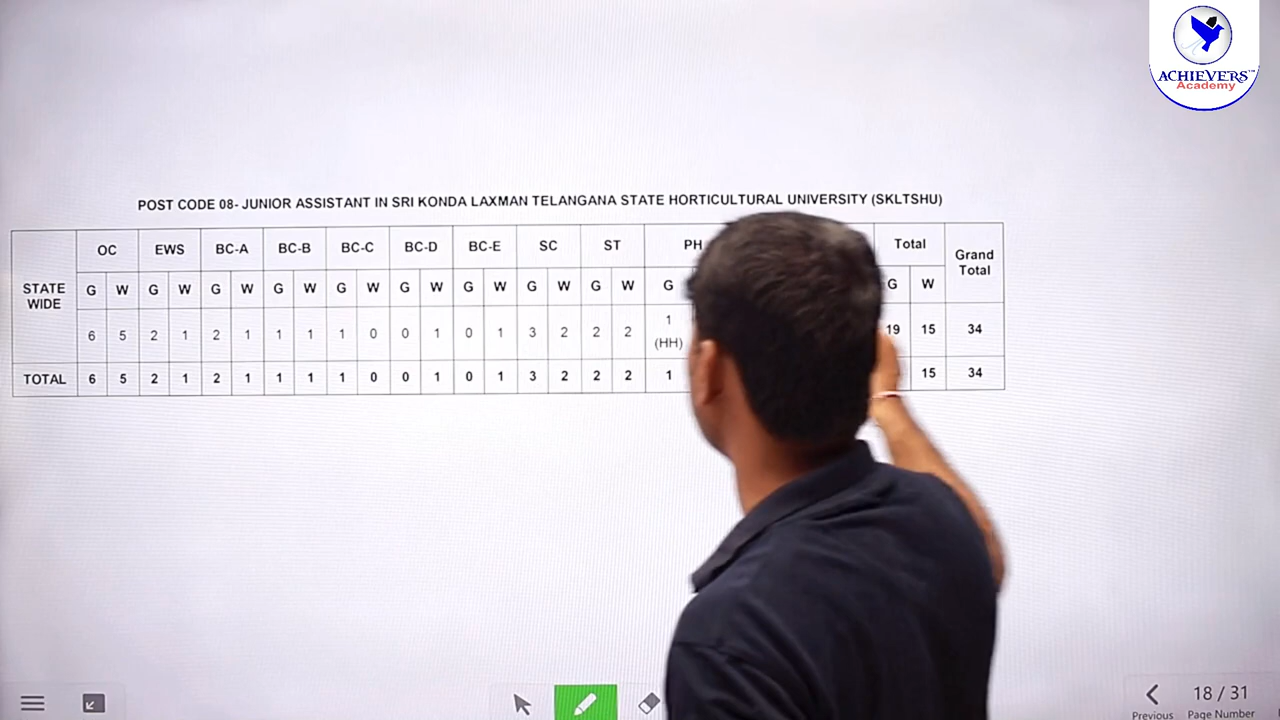 ACHIEVERS™
Academy
POST CODE 08- JUNIOR ASSISTANT IN SRI KONDA LAXMAN TELANGANA STATE HORTICULTURAL UNIVERSITY (SKLTSHU)
STATE WIDE OC EWS BC-A BC-B BC-C BC-D BC-E SC ST PH Total Grand Total
G W G W G W G W G W G W G W G W G W G G W
6 5 2 1 2 1 1 1 1 0 0 1 0 1 3 2 2 2 1 (HH) 19 15 34
TOTAL 6 5 2 1 2 1 1 1 1 0 0 1 0 1 3 2 2 2 1 15 34
18 / 31
Previous Page Number